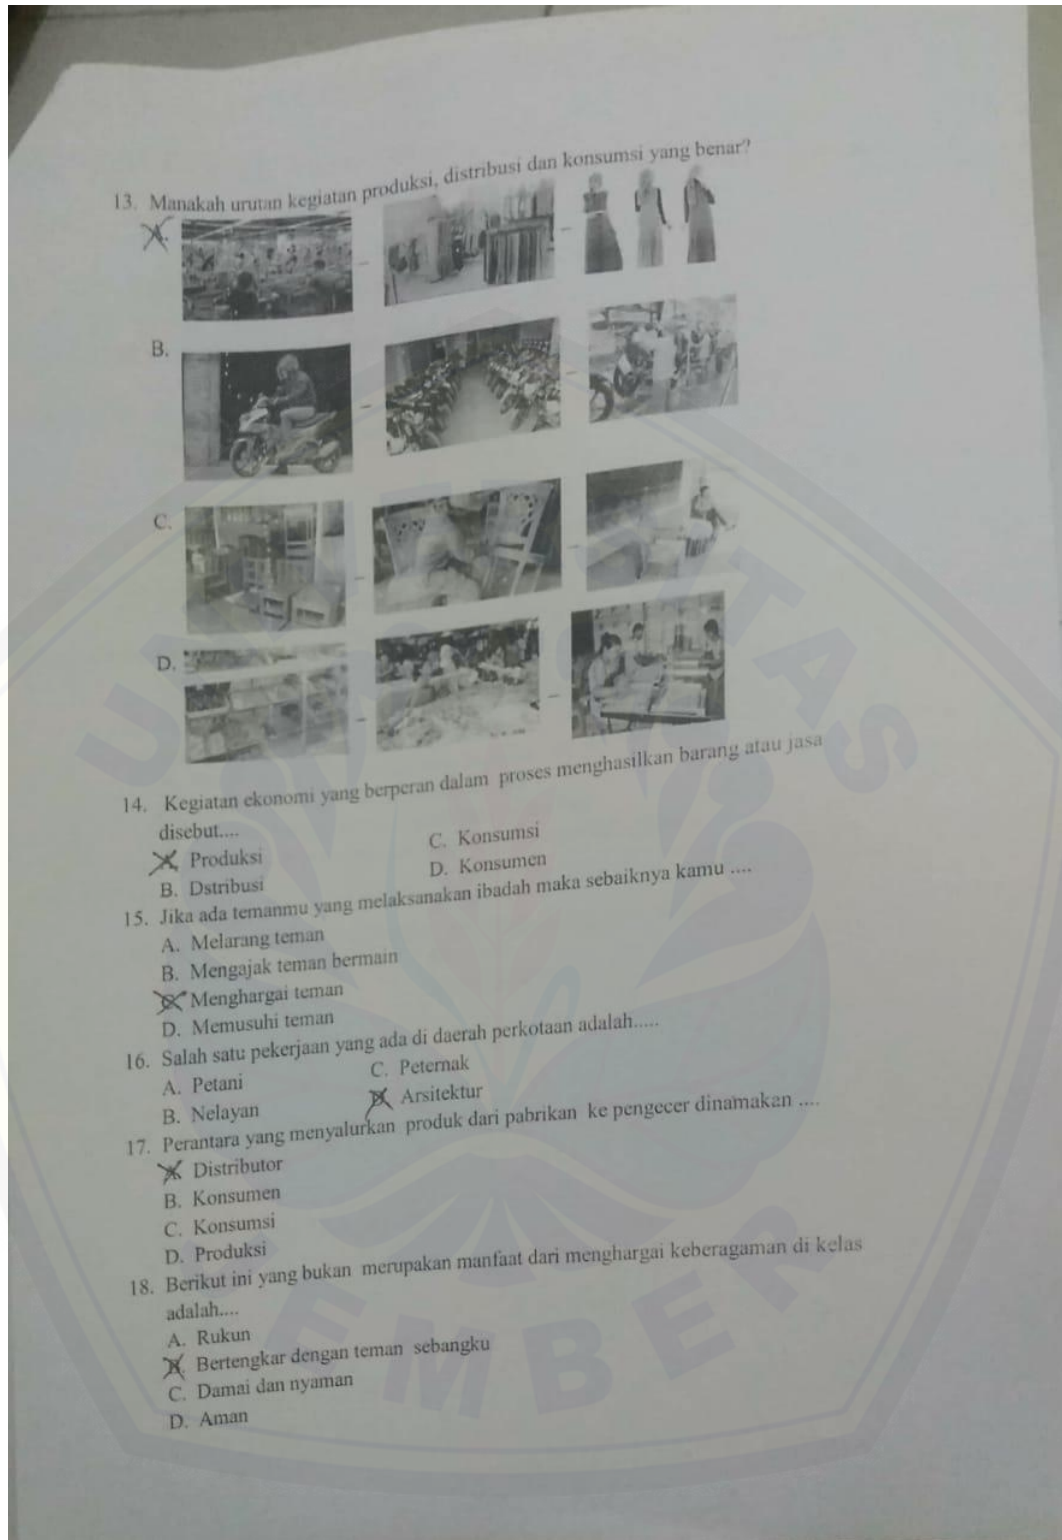 13. Manakah urutan kegiatan produksi, distribusi dan konsumsi yang benar?
A.
B.
C.
D.
14. Kegiatan ekonomi yang berperan dalam proses menghasilkan barang atau jasa
disebut....
A. Produksi
B. Dstribusi
C. Konsumsi
D. Konsumen
15. Jika ada temanmu yang melaksanakan ibadah maka sebaiknya kamu ....
A. Melarang teman
B. Mengajak teman bermain
C. Menghargai teman
D. Memusuhi teman
16. Salah satu pekerjaan yang ada di daerah perkotaan adalah.....
A. Petani
B. Nelayan
C. Peternak
D. Arsitektur
17. Perantara yang menyalurkan produk dari pabrikan ke pengecer dinamakan ....
A. Distributor
B. Konsumen
C. Konsumsi
D. Produksi
18. Berikut ini yang bukan merupakan manfaat dari menghargai keberagaman di kelas
adalah....
A. Rukun
B. Bertengkar dengan teman sebangku
C. Damai dan nyaman
D. Aman
UNIVERSITAS
JEMBER